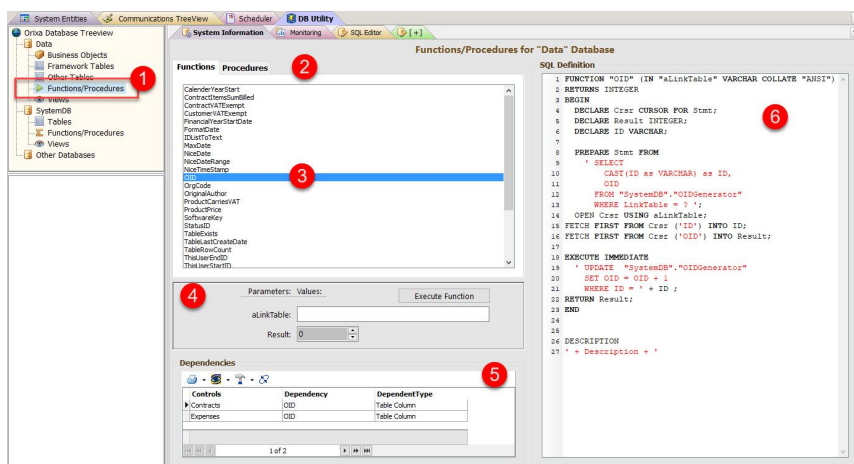 System Entities
Communications TreeView
Scheduler
DB Utility
Orixa Database Treeview
Data
Business Objects
Framework Tables
Other Tables
Functions/Procedures
Views
SystemDB
Tables
Functions/Procedures
Views
Other Databases
1
System Information
Monitoring
SQL Editor
[+]
Functions/Procedures for "Data" Database
Functions
Procedures
2
CalenderYearStart
ContractItemsSumBilled
ContractVATExempt
CustomerVATExempt
FinancialYearStartDate
FormatDate
IDListToText
MaxDate
NiceDate
NiceDateRange
NiceTimeStamp
OID
OrgCode
OriginalAuthor
ProductCarriesVAT
ProductPrice
SoftwareKey
StatusID
TableExists
TableLastCreateDate
TableRowCount
ThisUserEndID
ThisUserStartID
3
4
Parameters: Values:
Execute Function
aLinkTable:
Result: 0
Dependencies
5
Controls Dependency DependentType
Contracts OID Table Column
Expenses OID Table Column
1 of 2
SQL Definition
6
1 FUNCTION "OID" (IN "aLinkTable" VARCHAR COLLATE "ANSI")
2 RETURNS INTEGER
3 BEGIN
4 DECLARE Crsr CURSOR FOR Stmt;
5 DECLARE Result INTEGER;
6 DECLARE ID VARCHAR;
7
8 PREPARE Stmt FROM
9 ' SELECT
10 CAST(ID as VARCHAR) as ID,
11 OID
12 FROM "SystemDB"."OIDGenerator"
13 WHERE LinkTable = ? ';
14 OPEN Crsr USING aLinkTable;
15 FETCH FIRST FROM Crsr ('ID') INTO ID;
16 FETCH FIRST FROM Crsr ('OID') INTO Result;
17
18 EXECUTE IMMEDIATE
19 ' UPDATE "SystemDB"."OIDGenerator"
20 SET OID = OID + 1
21 WHERE ID = ' + ID ;
22 RETURN Result;
23 END
24
25
26 DESCRIPTION
27 ' + Description + '